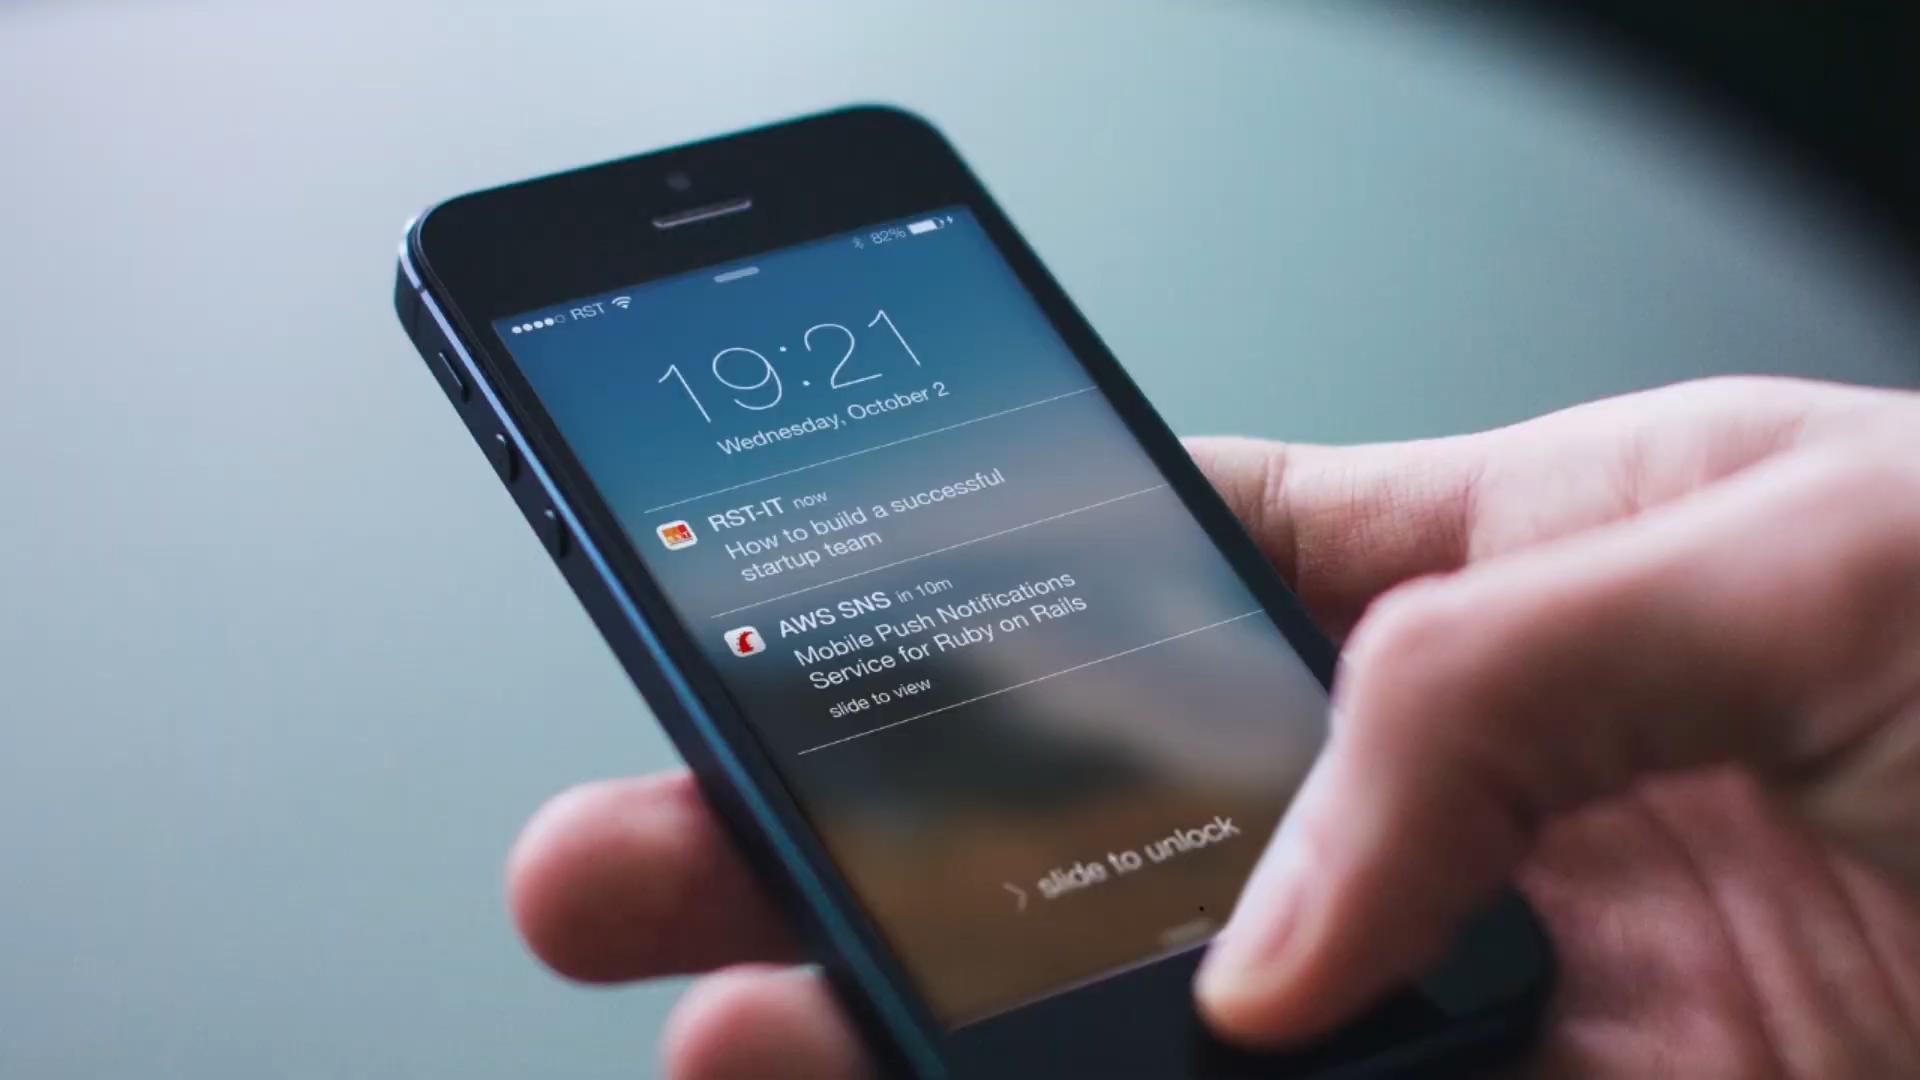 RST 82%
19:21
Wednesday, October 2
RST-IT now
How to build a successful
startup team
AWS SNS in 10m
Mobile Push Notifications
Service for Ruby on Rails
slide to view
> slide to unlock